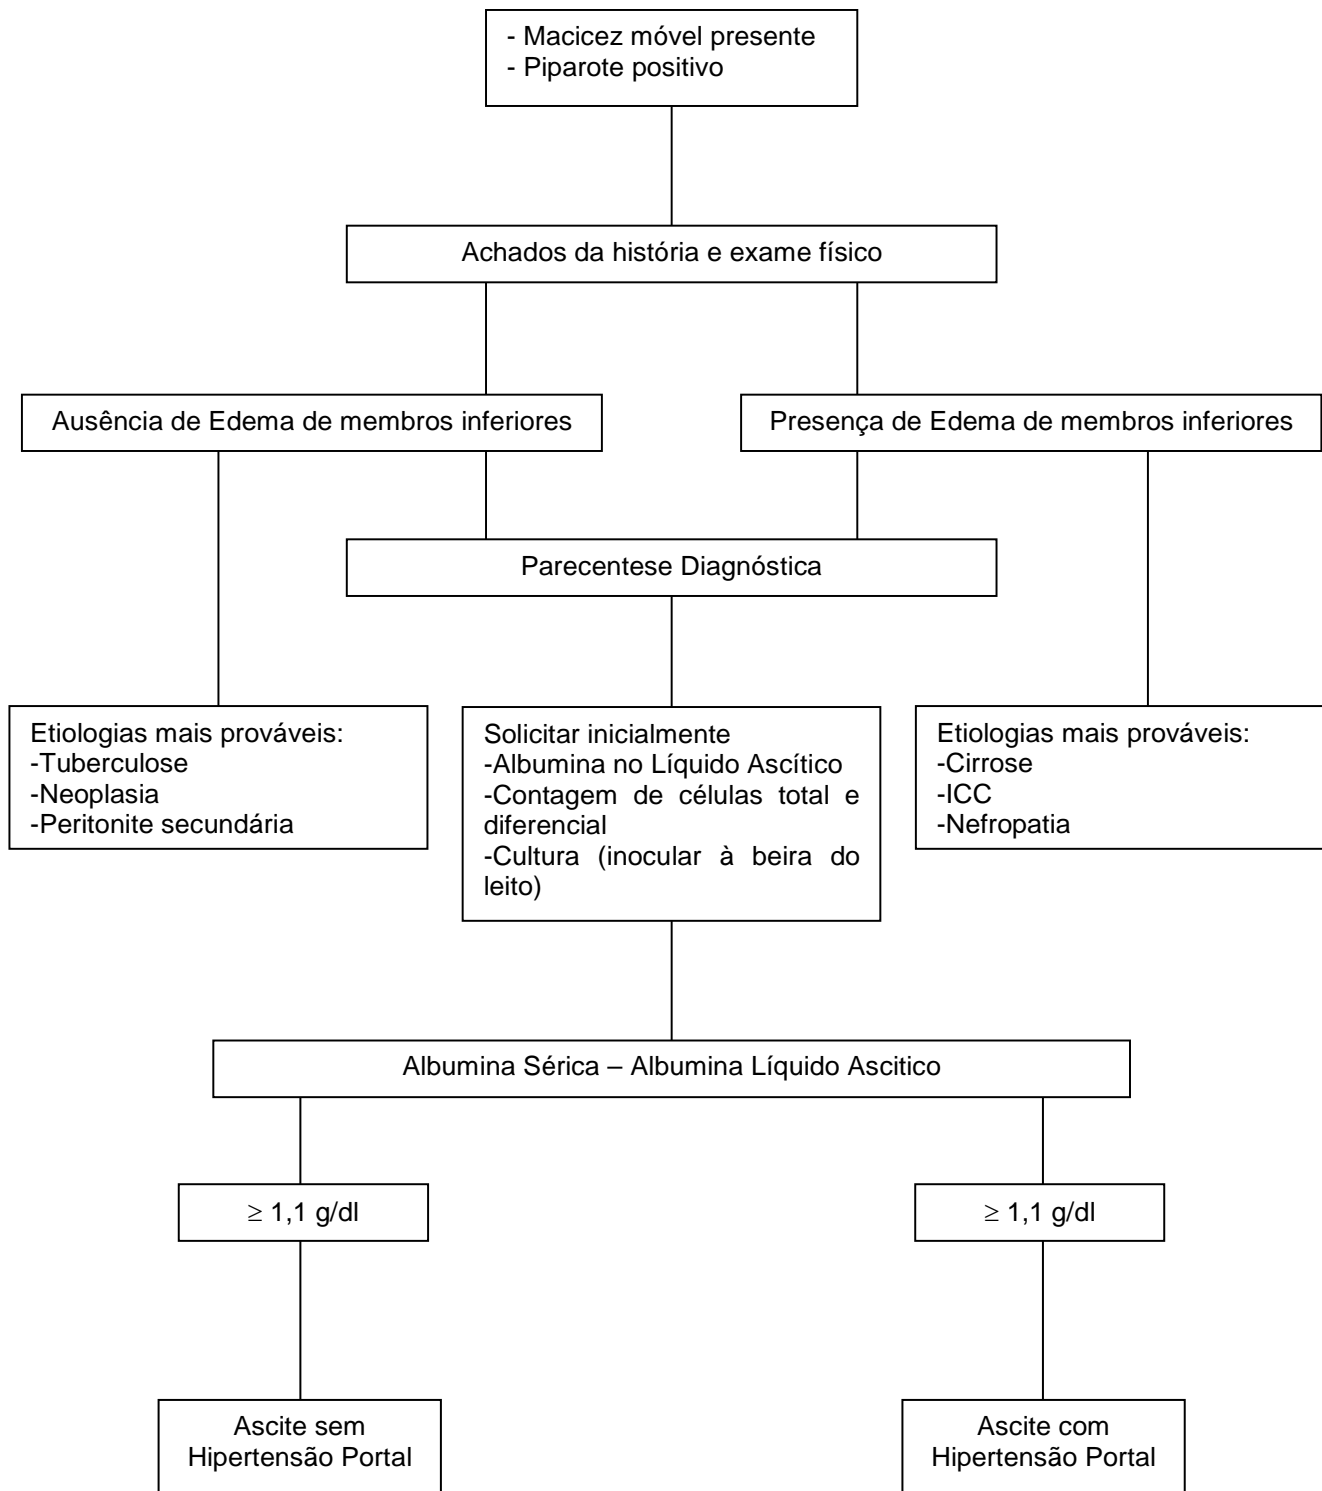 - Macicez móvel presente
- Piparote positivo
Achados da história e exame físico
Ausência de Edema de membros inferiores
Presença de Edema de membros inferiores
Parecentese Diagnóstica
Etiologias mais prováveis:
-Tuberculose
-Neoplasia
-Peritonite secundária
Solicitar inicialmente
-Albumina no Líquido Ascítico
-Contagem de células total e
diferencial
-Cultura (inocular à beira do
leito)
Etiologias mais prováveis:
-Cirrose
-ICC
-Nefropatia
Albumina Sérica – Albumina Líquido Ascitico
≥ 1,1 g/dl
≥ 1,1 g/dl
Ascite sem
Hipertensão Portal
Ascite com
Hipertensão Portal